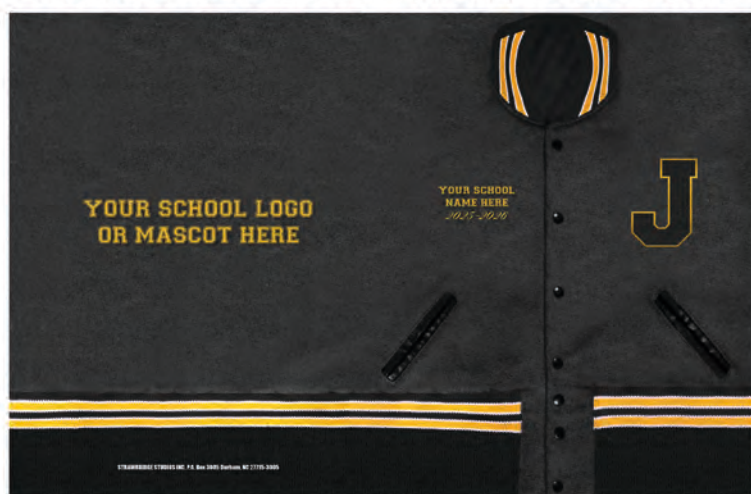 YOUR SCHOOL LOGO
OR MASCOT HERE
YOUR SCHOOL
NAME HERE
2025-2026
J
STRAWBRIDGE STUDIOS INC. P.O. Box 3005 Durham, NC 27715-3005